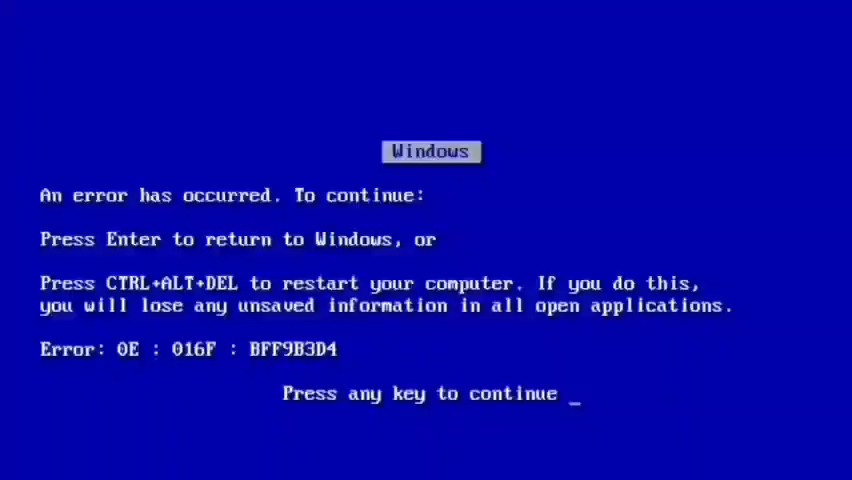 Windows
An error has occurred. To continue:
Press Enter to return to Windows, or
Press CTRL+ALT+DEL to restart your computer. If you do this,
you will lose any unsaved information in all open applications.
Error: 0E : 016F : BFF9B3D4
Press any key to continue _